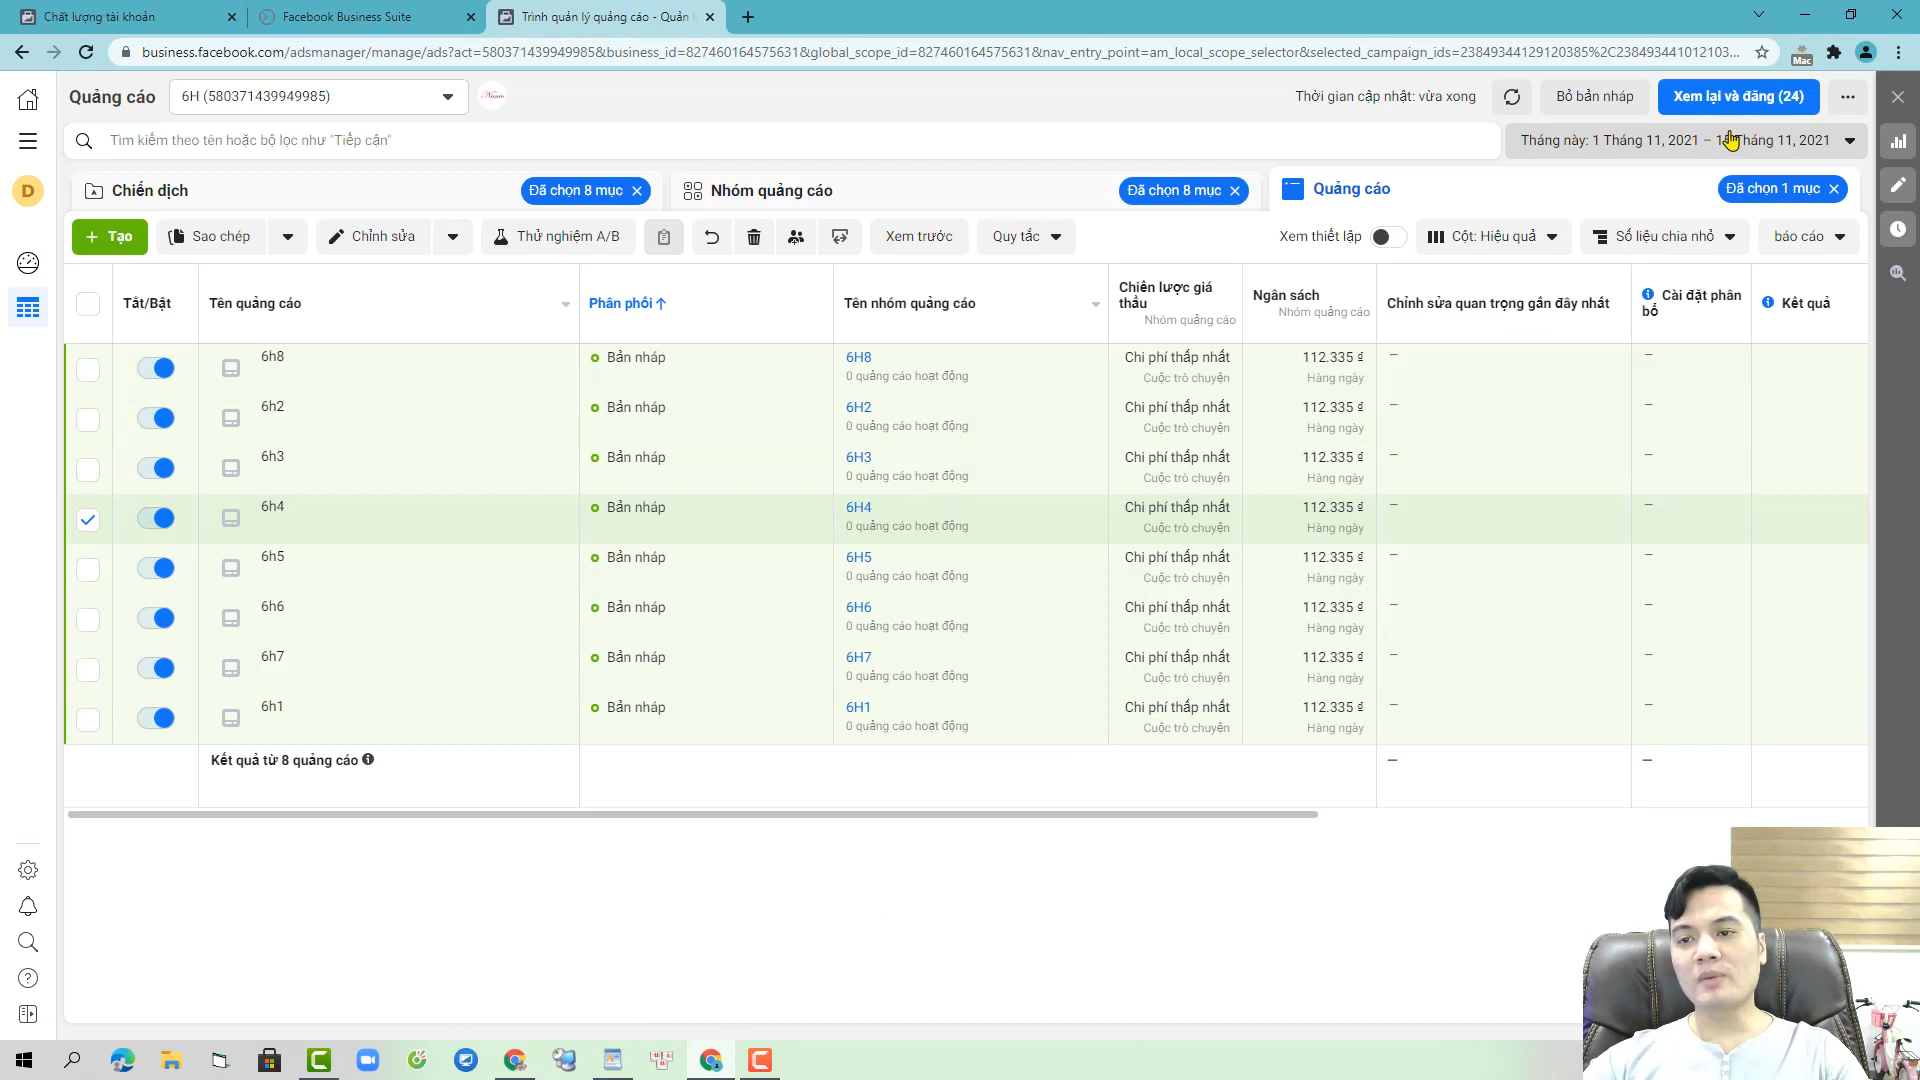 Chất lượng tài khoản
Facebook Business Suite
Trình quản lý quảng cáo - Quản
business.facebook.com/adsmanager/manage/ads?act=580371439949985&business_id=827460164575631&global_scope_id=827460164575631&nav_entry_point=am_local_scope_selector&selected_campaign_ids=23849344129120385%2C238493441012103...
Mac
Quảng cáo
6H (580371439949985)
Thời gian cập nhật: vừa xong
Bỏ bản nháp
Xem lại và đăng (24)
Tìm kiếm theo tên hoặc bộ lọc như "Tiếp cận"
Tháng này: 1 Tháng 11, 2021 – Tháng 11, 2021
D
Chiến dịch
Đã chọn 8 mục
Nhóm quảng cáo
Đã chọn 8 mục
Quảng cáo
Đã chọn 1 mục
+ Tạo
Sao chép
Chỉnh sửa
Thử nghiệm A/B
Xem trước
Quy tắc
Xem thiết lập
Cột: Hiệu quả
Số liệu chia nhỏ
báo cáo
Tắt/Bật
Tên quảng cáo
Phân phối↑
Tên nhóm quảng cáo
Chiến lược giá thầu
Nhóm quảng cáo
Ngân sách
Nhóm quảng cáo
Chỉnh sửa quan trọng gần đây nhất
Cài đặt phân bổ
Kết quả
6h8
Bản nháp
6H8
0 quảng cáo hoạt động
Chi phí thấp nhất
Cuộc trò chuyện
112.335 ₫
Hàng ngày
—
—
6h2
Bản nháp
6H2
0 quảng cáo hoạt động
Chi phí thấp nhất
Cuộc trò chuyện
112.335 ₫
Hàng ngày
—
—
6h3
Bản nháp
6H3
0 quảng cáo hoạt động
Chi phí thấp nhất
Cuộc trò chuyện
112.335 ₫
Hàng ngày
—
—
6h4
Bản nháp
6H4
0 quảng cáo hoạt động
Chi phí thấp nhất
Cuộc trò chuyện
112.335 ₫
Hàng ngày
—
—
6h5
Bản nháp
6H5
0 quảng cáo hoạt động
Chi phí thấp nhất
Cuộc trò chuyện
112.335 ₫
Hàng ngày
—
—
6h6
Bản nháp
6H6
0 quảng cáo hoạt động
Chi phí thấp nhất
Cuộc trò chuyện
112.335 ₫
Hàng ngày
—
—
6h7
Bản nháp
6H7
0 quảng cáo hoạt động
Chi phí thấp nhất
Cuộc trò chuyện
112.335 ₫
Hàng ngày
—
—
6h1
Bản nháp
6H1
0 quảng cáo hoạt động
Chi phí thấp nhất
Cuộc trò chuyện
112.335 ₫
Hàng ngày
—
—
Kết quả từ 8 quảng cáo
—
—